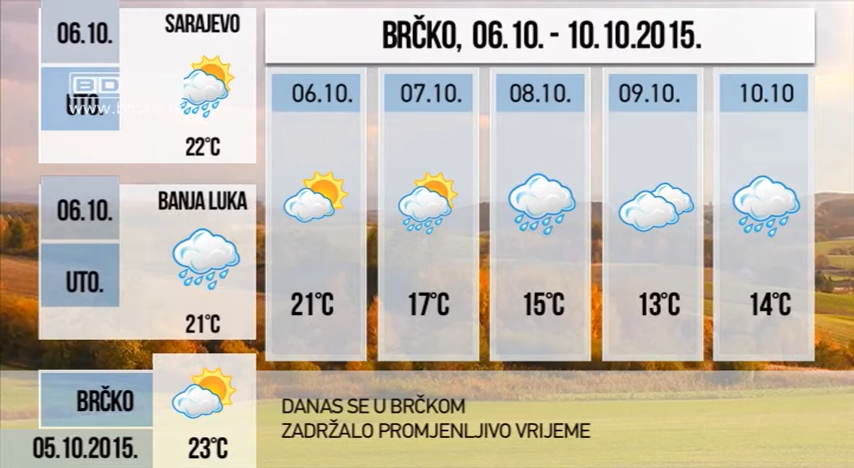 06.10.
SARAJEVO
UTO.
22°C
06.10.
BANJA LUKA
UTO.
21°C
BRČKO
05.10.2015.
23°C
BRČKO, 06.10. - 10.10.2015.
06.10.
07.10.
08.10.
09.10.
10.10
21°C
17°C
15°C
13°C
14°C
DANAS SE U BRČKOM
ZADRŽALO PROMJENLJIVO VRIJEME